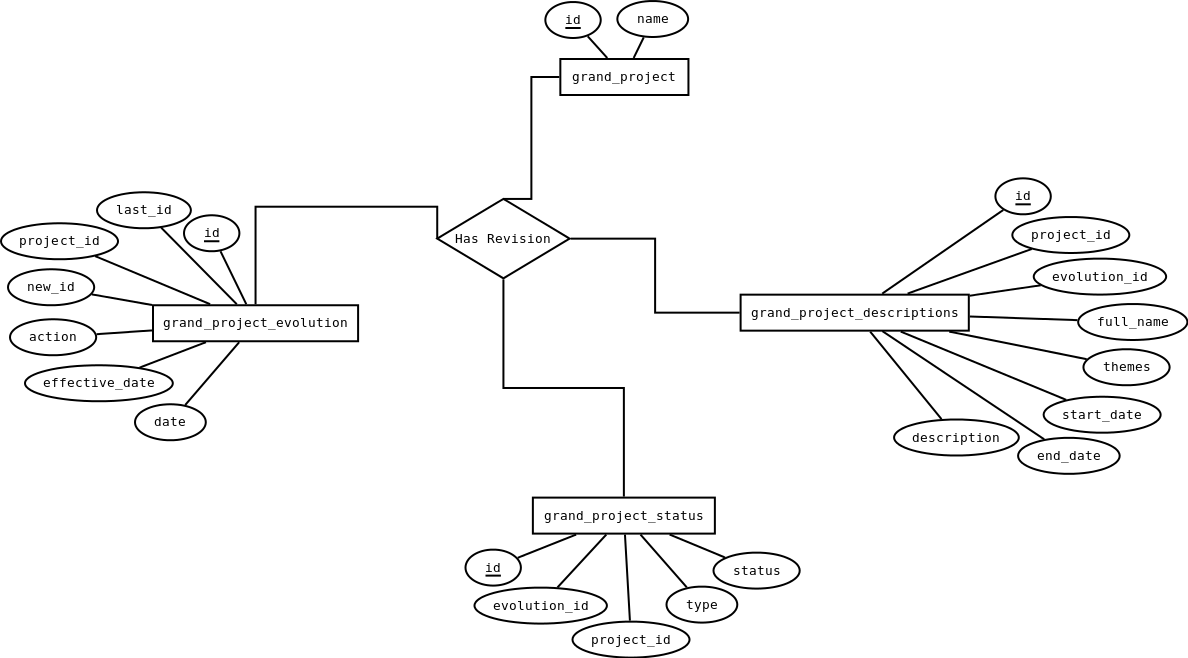 id
name
grand_project
last_id
id
project_id
new_id
action
effective_date
date
grand_project_evolution
Has Revision
id
project_id
evolution_id
full_name
themes
start_date
end_date
description
grand_project_descriptions
grand_project_status
id
evolution_id
project_id
type
status